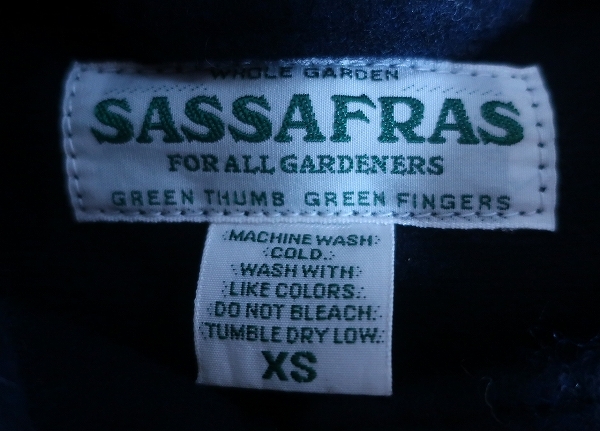 WHOLE GARDEN
SASSAFRAS
FOR ALL GARDENERS
GREEN THUMB GREEN FINGERS
MACHINE WASH
COLD.
WASH WITH
LIKE COLORS.
DO NOT BLEACH.
TUMBLE DRY LOW.
XS